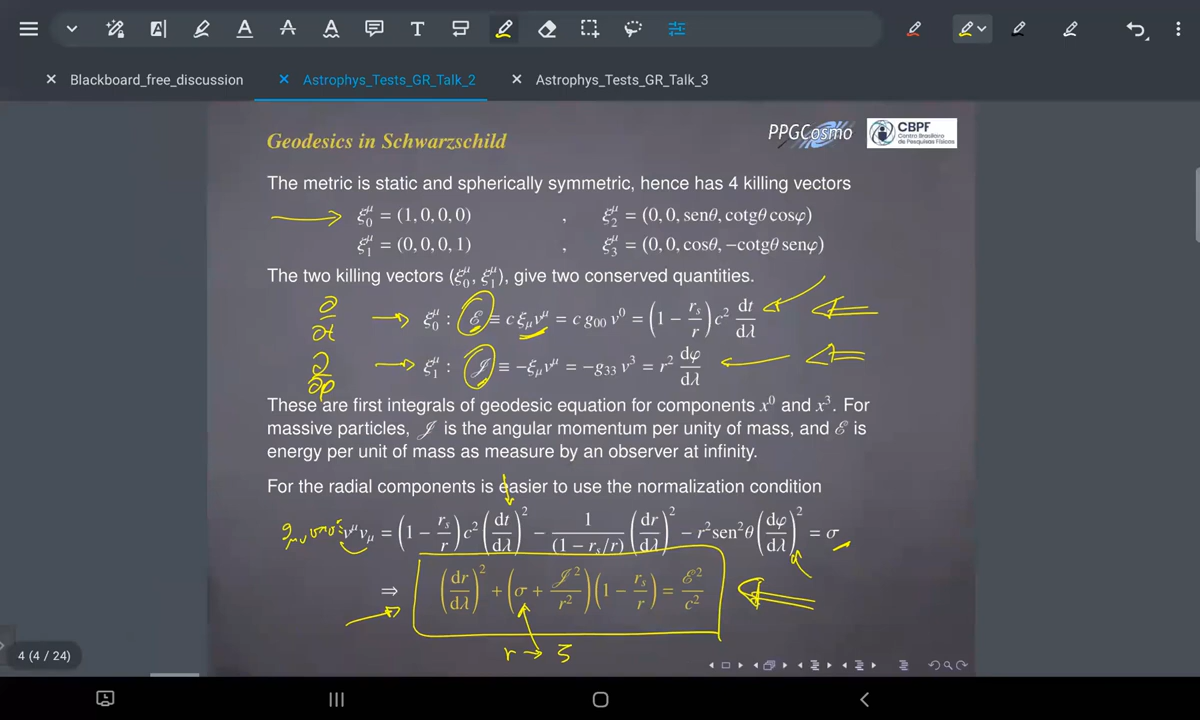 Blackboard_free_discussion
Astrophys_Tests_GR_Talk_2
Astrophys_Tests_GR_Talk_3
Geodesics in Schwarzschild
PPGCosmo
CBPF
Centro Brasileiro de Pesquisas Físicas
The metric is static and spherically symmetric, hence has 4 killing vectors
ξ₀^μ = (1, 0, 0, 0) , ξ₂^μ = (0, 0, senθ, cotgθ cosφ)
ξ₁^μ = (0, 0, 0, 1) , ξ₃^μ = (0, 0, cosθ, −cotgθ senφ)
The two killing vectors (ξ₀^μ, ξ₁^μ), give two conserved quantities.
∂/∂t → ξ₀^μ : ℰ ≡ c ξ_μ v^μ = c g₀₀ v⁰ = (1 − r_s/r) c² dt/dλ
∂/∂φ → ξ₁^μ : 𝒥 ≡ −ξ_μ v^μ = −g₃₃ v³ = r² dφ/dλ
These are first integrals of geodesic equation for components x⁰ and x³. For
massive particles, 𝒥 is the angular momentum per unity of mass, and ℰ is
energy per unit of mass as measure by an observer at infinity.
For the radial components is easier to use the normalization condition
v^μ v_μ = (1 − r_s/r) c² (dt/dλ)² − 1/(1 − r_s/r) (dr/dλ)² − r² sen²θ (dφ/dλ)² = σ
⇒ (dr/dλ)² + (σ + 𝒥²/r²)(1 − r_s/r) = ℰ²/c²
4 (4 / 24)